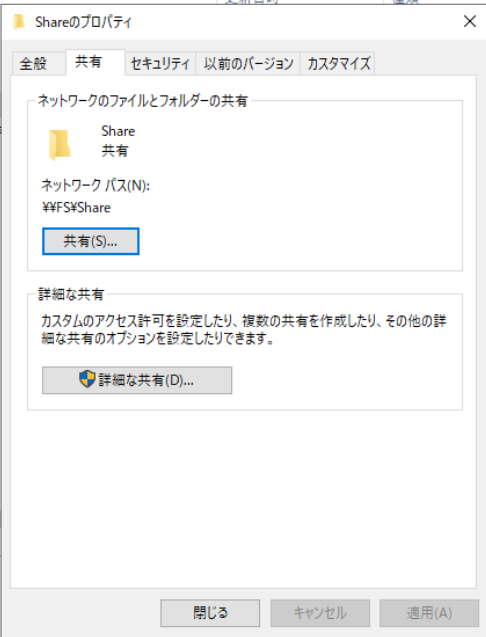 Shareのプロパティ
全般
共有
セキュリティ
以前のバージョン
カスタマイズ
ネットワークのファイルとフォルダーの共有
Share
共有
ネットワーク パス(N):
¥¥FS¥Share
共有(S)...
詳細な共有
カスタムのアクセス許可を設定したり、複数の共有を作成したり、その他の詳
細な共有のオプションを設定したりできます。
詳細な共有(D)...
閉じる
キャンセル
適用(A)